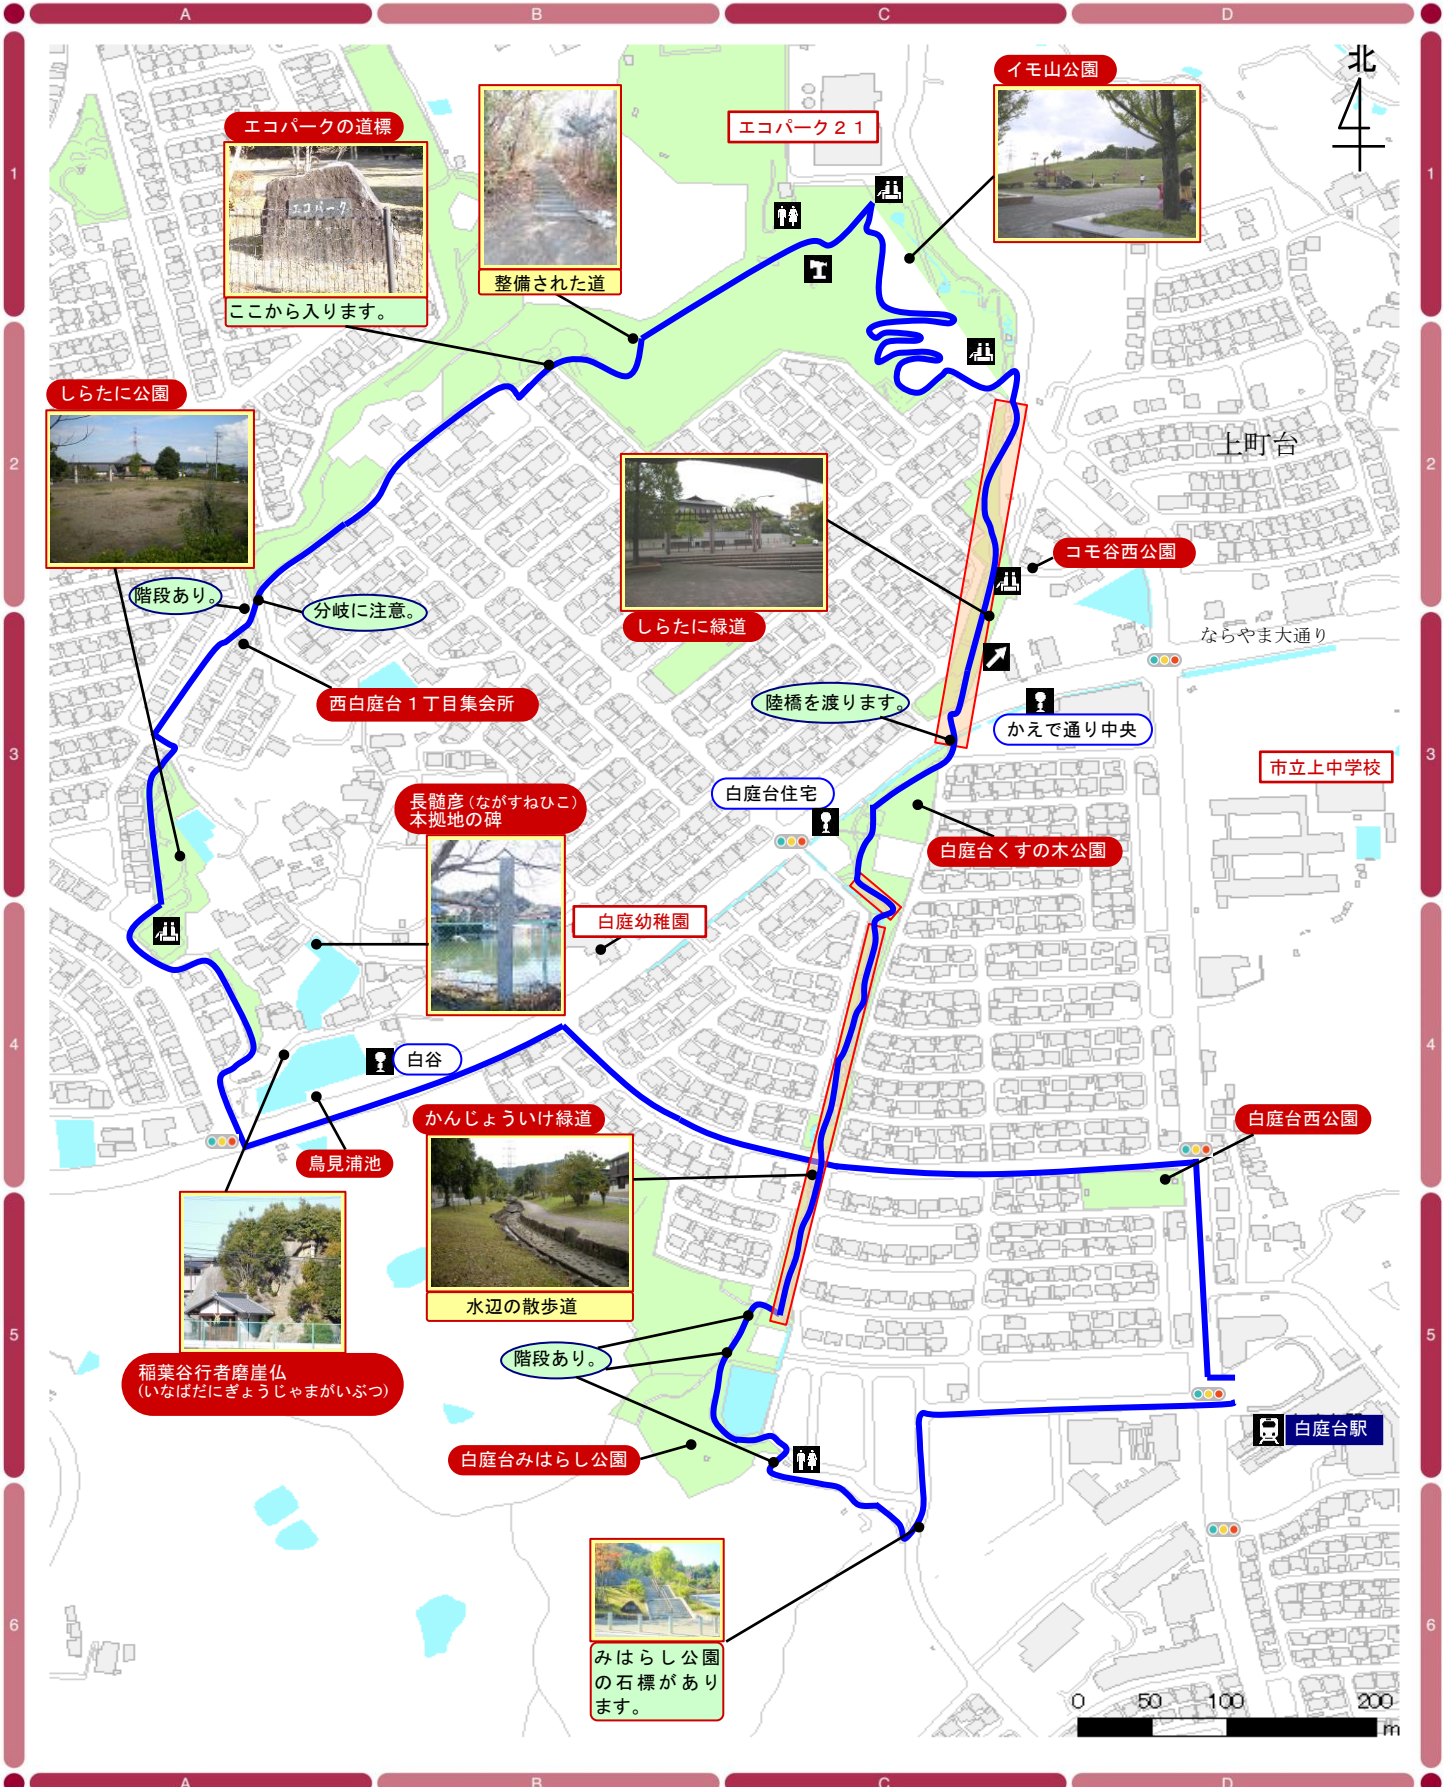 A
B
C
D
1
1
2
2
3
3
4
4
5
5
6
6
北
イモ山公園
エコパーク21
エコパークの道標
エコパーク
ここから入ります。
整備された道
しらたに公園
上町台
コモ谷西公園
階段あり。
分岐に注意。
しらたに緑道
ならやま大通り
西白庭台1丁目集会所
陸橋を渡ります。
かえで通り中央
市立上中学校
白庭台住宅
長髄彦(ながすねひこ)
本拠地の碑
白庭台くすの木公園
白庭幼稚園
白谷
かんじょういけ緑道
白庭台西公園
鳥見浦池
水辺の散歩道
階段あり。
稲葉谷行者磨崖仏
(いなばだにぎょうじゃまがいぶつ)
白庭台駅
白庭台みはらし公園
みはらし公園
の石標があり
ます。
0 50 100 200
m
A
B
C
D